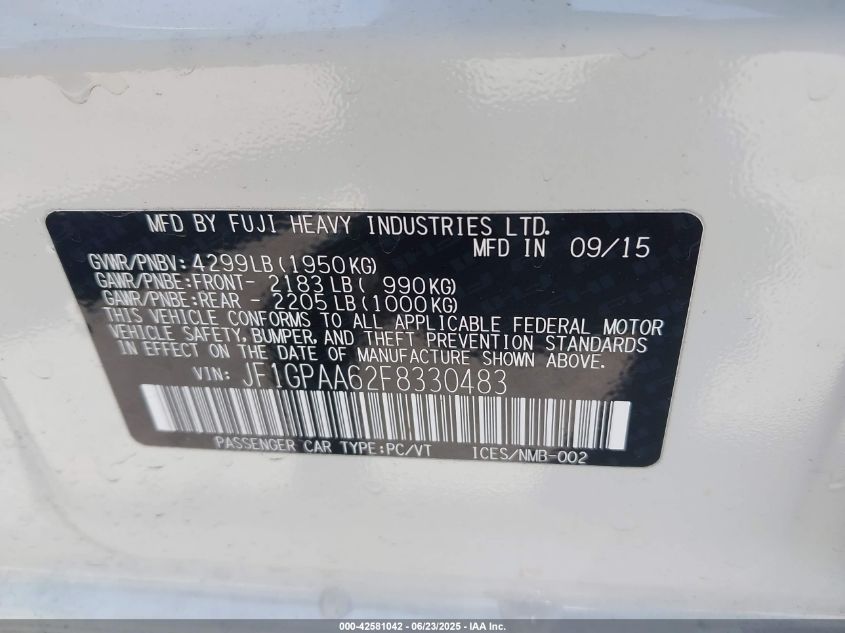 MFD BY FUJI HEAVY INDUSTRIES LTD.
MFD IN 09/15
GVWR/PNBV: 4299LB(1950KG)
GAWR/PNBE:FRONT- 2183LB( 990KG)
GAWR/PNBE:REAR - 2205LB(1000KG)
THIS VEHICLE CONFORMS TO ALL APPLICABLE FEDERAL MOTOR
VEHICLE SAFETY, BUMPER, AND THEFT PREVENTION STANDARDS
IN EFFECT ON THE DATE OF MANUFACTURE SHOWN ABOVE.
VIN: JF1GPAA62F8330483
PASSENGER CAR TYPE:PC/VT ICES/NMB-002
000-42581042 - 06/23/2025 - IAA Inc.